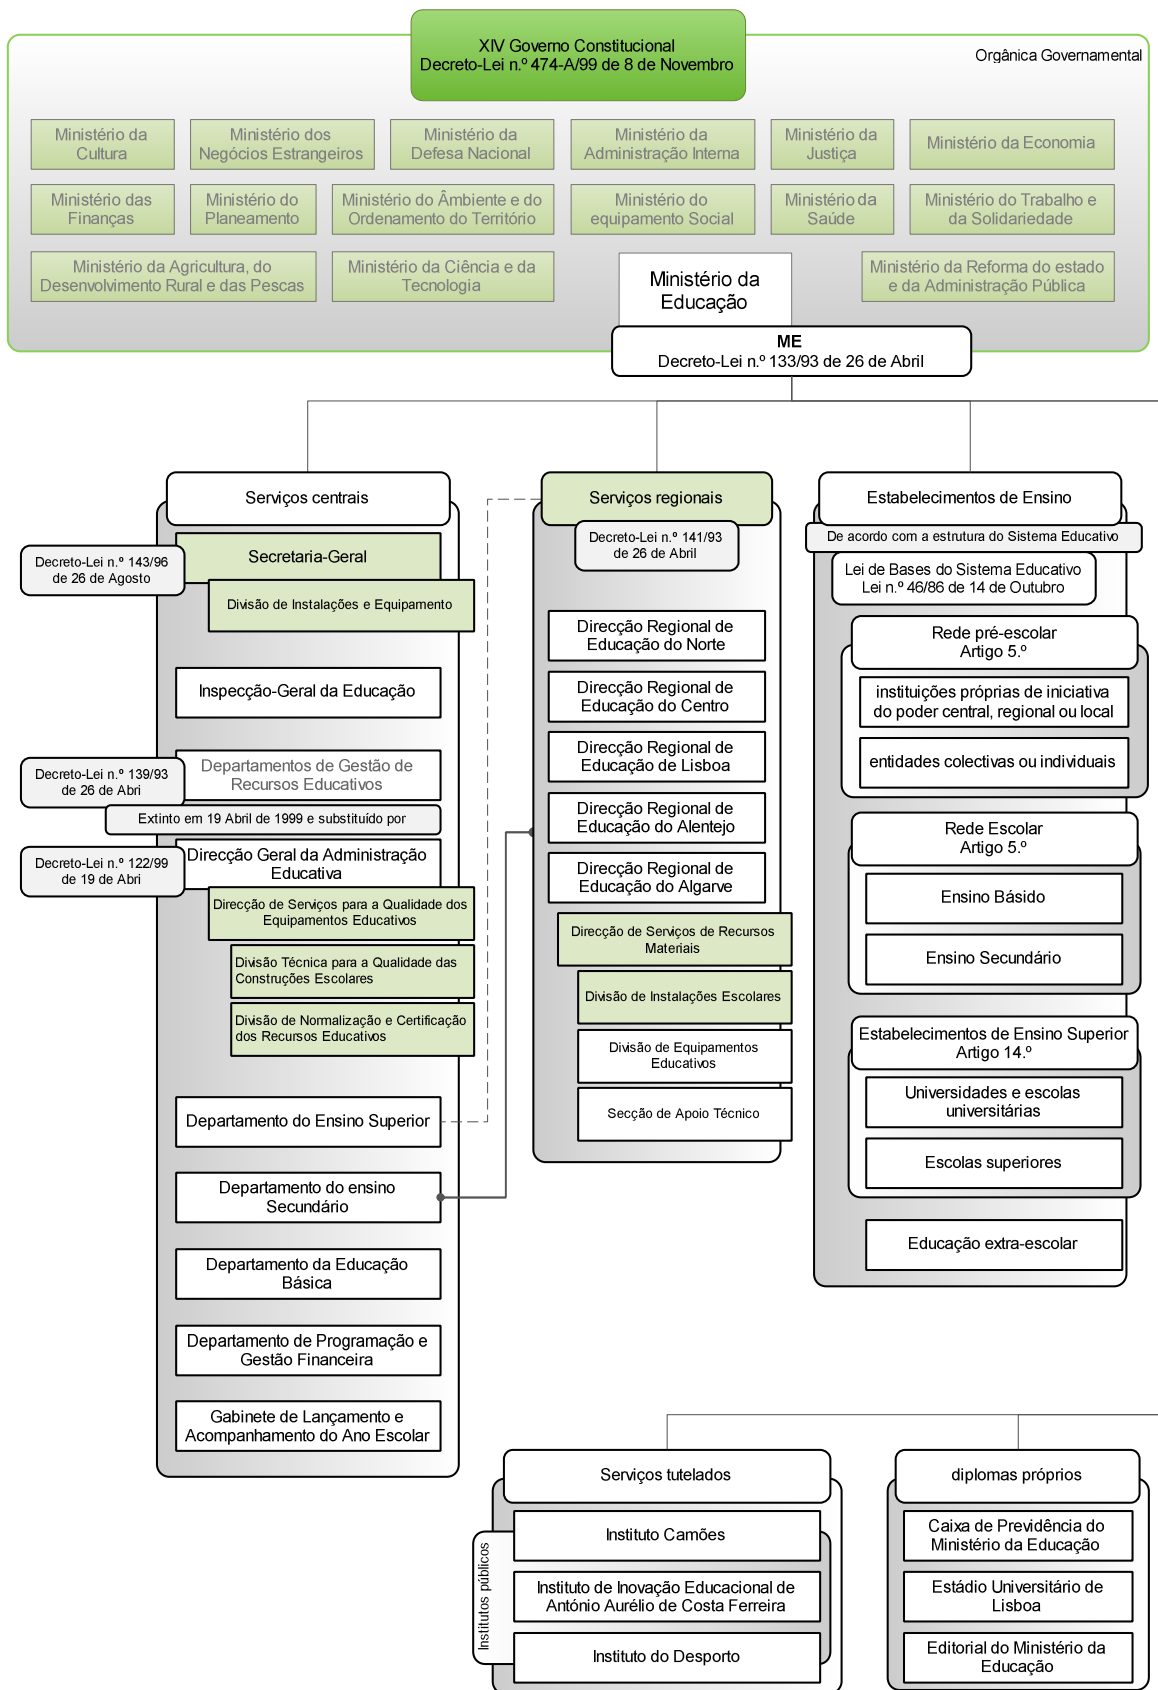 XIV Governo Constitucional
Decreto-Lei n.º 474-A/99 de 8 de Novembro
Orgânica Governamental
Ministério da
Cultura
Ministério dos
Negócios Estrangeiros
Ministério da
Defesa Nacional
Ministério da
Administração Interna
Ministério da
Justiça
Ministério da Economia
Ministério das
Finanças
Ministério do
Planeamento
Ministério do Âmbiente e do
Ordenamento do Território
Ministério do
equipamento Social
Ministério da
Saúde
Ministério do Trabalho e
da Solidariedade
Ministério da Agricultura, do
Desenvolvimento Rural e das Pescas
Ministério da Ciência e da
Tecnologia
Ministério da
Educação
Ministério da Reforma do estado
e da Administração Pública
ME
Decreto-Lei n.º 133/93 de 26 de Abril
Serviços centrais
Secretaria-Geral
Decreto-Lei n.º 143/96
de 26 de Agosto
Divisão de Instalações e Equipamento
Inspecção-Geral da Educação
Departamentos de Gestão de
Recursos Educativos
Decreto-Lei n.º 139/93
de 26 de Abri
Extinto em 19 Abril de 1999 e substituído por
Direcção Geral da Administração
Educativa
Decreto-Lei n.º 122/99
de 19 de Abri
Direcção de Serviços para a Qualidade dos
Equipamentos Educativos
Divisão Técnica para a Qualidade das
Construções Escolares
Divisão de Normalização e Certificação
dos Recursos Educativos
Departamento do Ensino Superior
Departamento do ensino
Secundário
Departamento da Educação
Básica
Departamento de Programação e
Gestão Financeira
Gabinete de Lançamento e
Acompanhamento do Ano Escolar
Serviços regionais
Decreto-Lei n.º 141/93
de 26 de Abril
Direcção Regional de
Educação do Norte
Direcção Regional de
Educação do Centro
Direcção Regional de
Educação de Lisboa
Direcção Regional de
Educação do Alentejo
Direcção Regional de
Educação do Algarve
Direcção de Serviços de Recursos
Materiais
Divisão de Instalações Escolares
Divisão de Equipamentos
Educativos
Secção de Apoio Técnico
Estabelecimentos de Ensino
De acordo com a estrutura do Sistema Educativo
Lei de Bases do Sistema Educativo
Lei n.º 46/86 de 14 de Outubro
Rede pré-escolar
Artigo 5.º
instituições próprias de iniciativa
do poder central, regional ou local
entidades colectivas ou individuais
Rede Escolar
Artigo 5.º
Ensino Básido
Ensino Secundário
Estabelecimentos de Ensino Superior
Artigo 14.º
Universidades e escolas
universitárias
Escolas superiores
Educação extra-escolar
Serviços tutelados
Institutos públicos
Instituto Camões
Instituto de Inovação Educacional de
António Aurélio de Costa Ferreira
Instituto do Desporto
diplomas próprios
Caixa de Previdência do
Ministério da Educação
Estádio Universitário de
Lisboa
Editorial do Ministério da
Educação